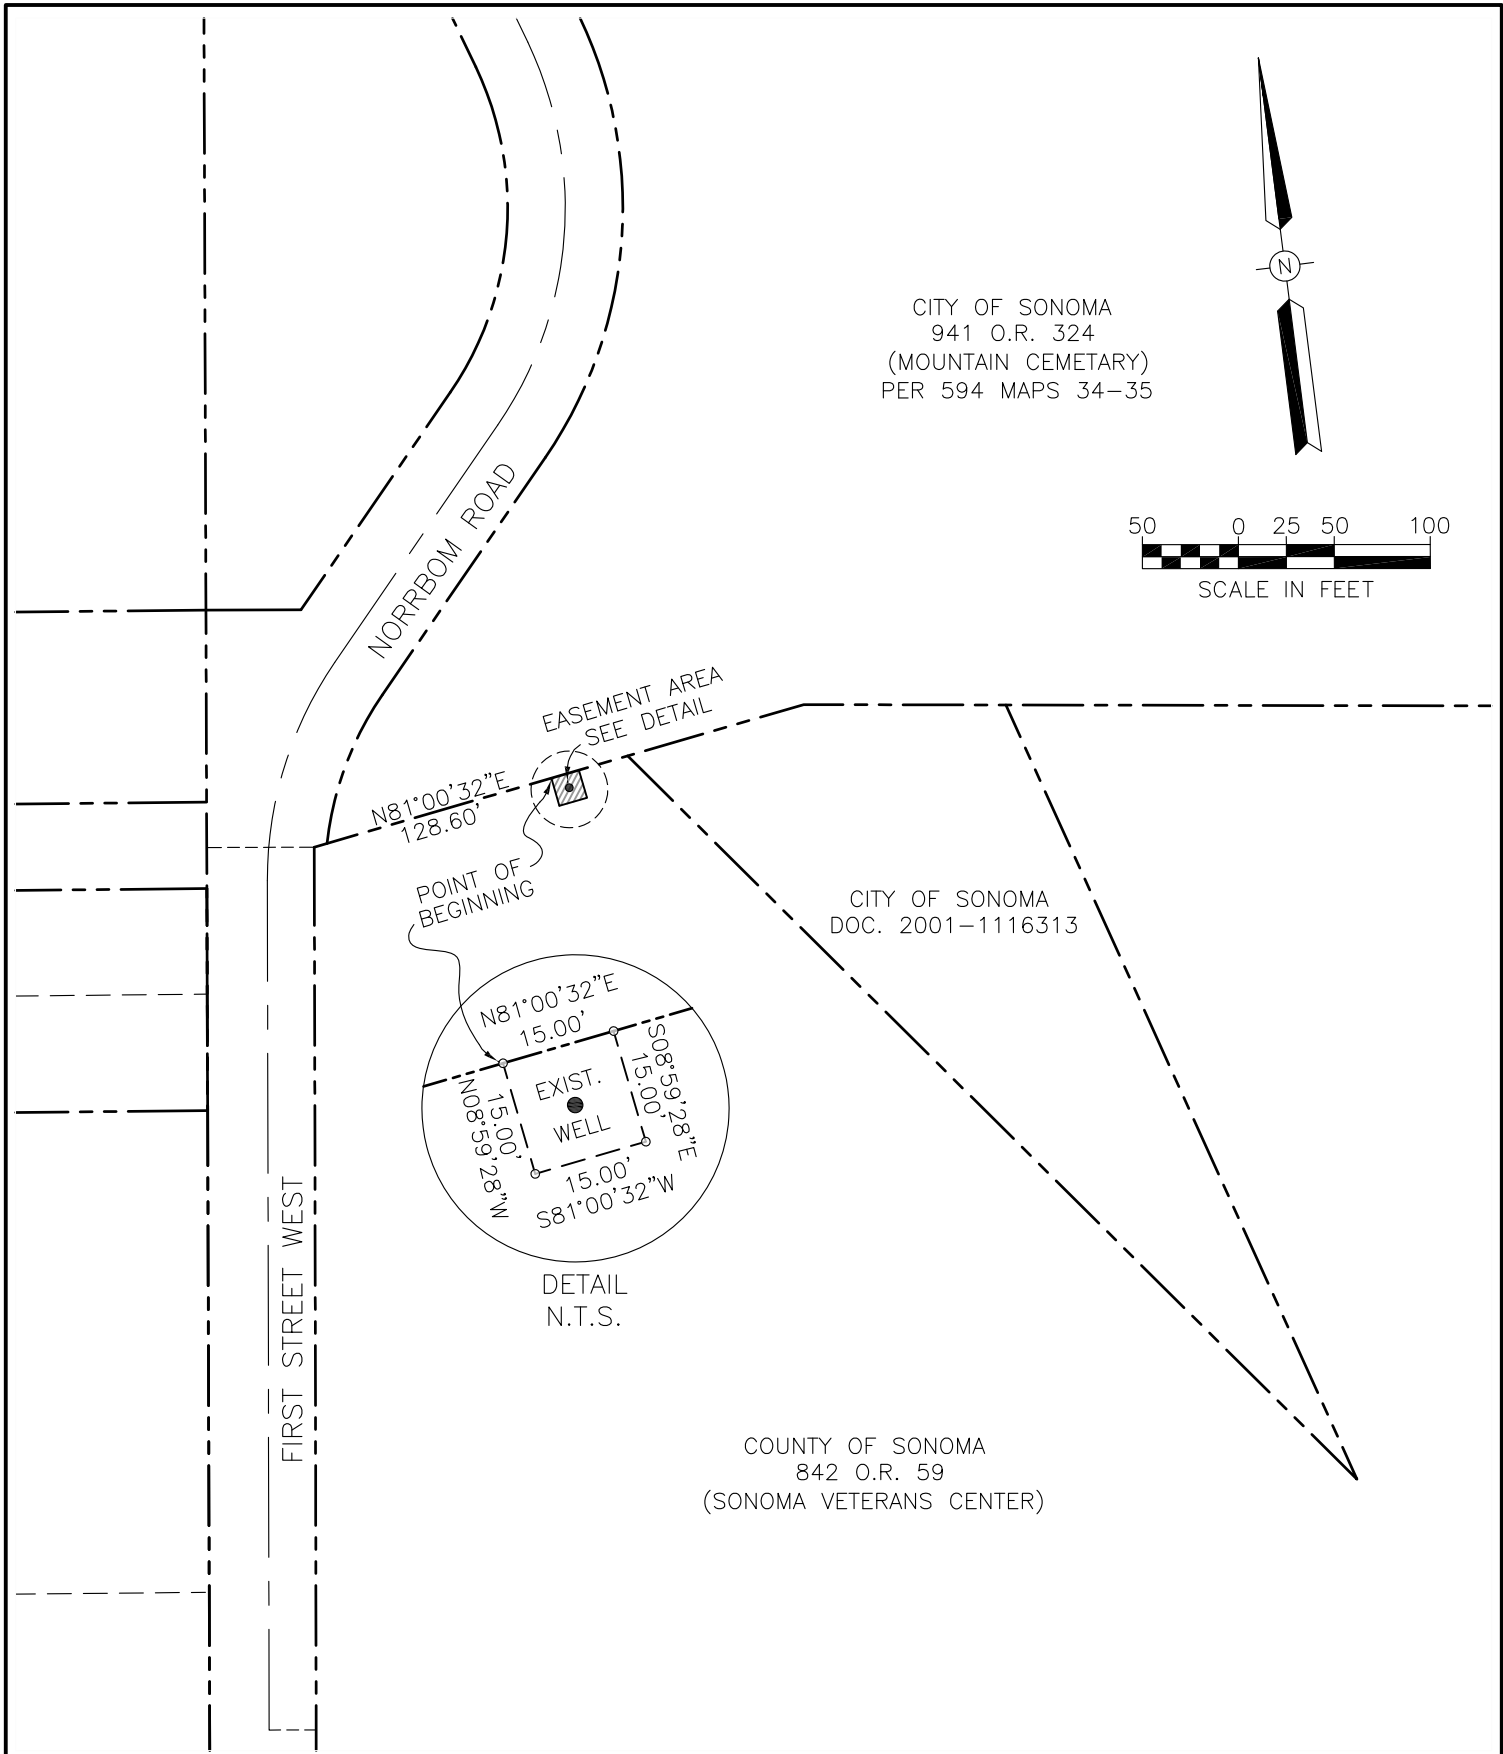 CITY OF SONOMA
941 O.R. 324
(MOUNTAIN CEMETARY)
PER 594 MAPS 34-35
N
50 0 25 50 100
SCALE IN FEET
NORRBOM ROAD
EASEMENT AREA
SEE DETAIL
N81°00'32"E
128.60'
POINT OF
BEGINNING
CITY OF SONOMA
DOC. 2001-1116313
N81°00'32"E
15.00'
S08°59'28"E
15.00'
EXIST.
WELL
15.00'
N08°59'28"W
15.00'
S81°00'32"W
DETAIL
N.T.S.
FIRST STREET WEST
COUNTY OF SONOMA
842 O.R. 59
(SONOMA VETERANS CENTER)